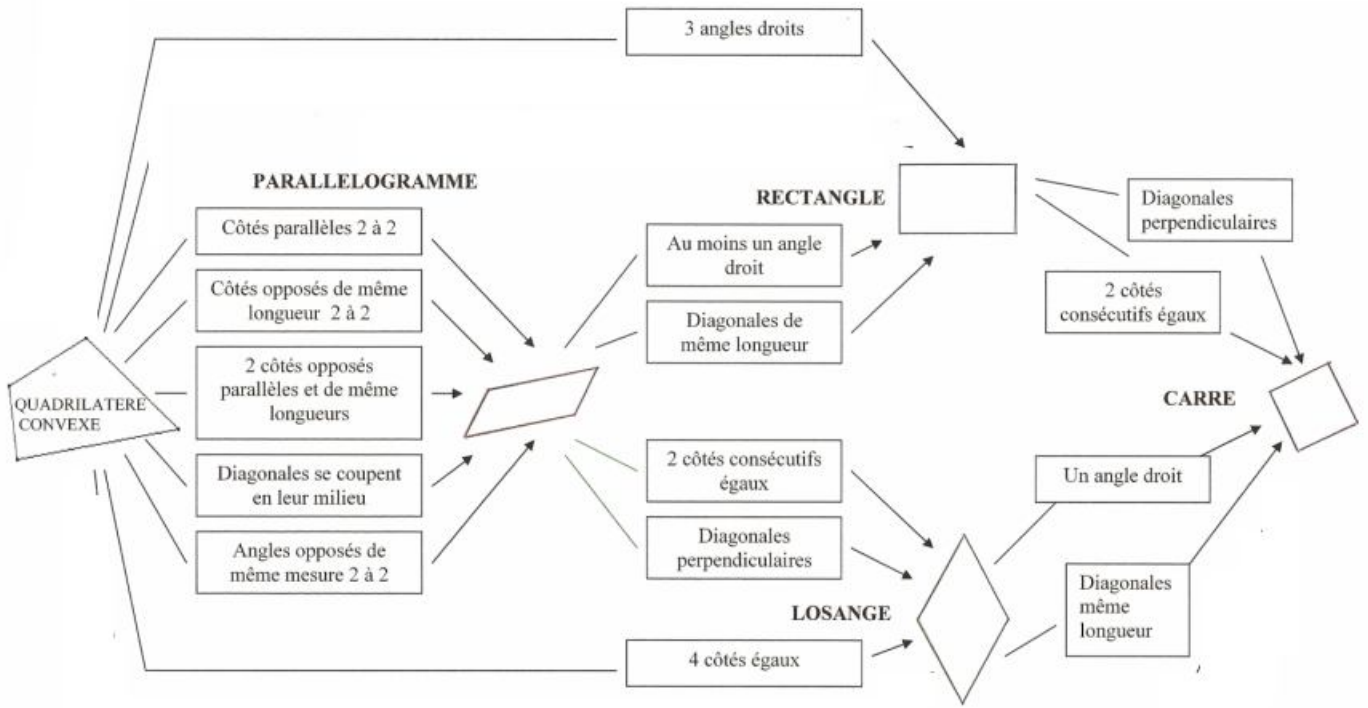 3 angles droits
PARALLELOGRAMME
Côtés parallèles 2 à 2
Côtés opposés de même
longueur 2 à 2
2 côtés opposés
parallèles et de même
longueurs
Diagonales se coupent
en leur milieu
Angles opposés de
même mesure 2 à 2
QUADRILATERE
CONVEXE
RECTANGLE
Au moins un angle
droit
Diagonales de
même longueur
2 côtés consécutifs
égaux
Diagonales
perpendiculaires
LOSANGE
4 côtés égaux
Diagonales
perpendiculaires
2 côtés
consécutifs égaux
CARRE
Un angle droit
Diagonales
même
longueur